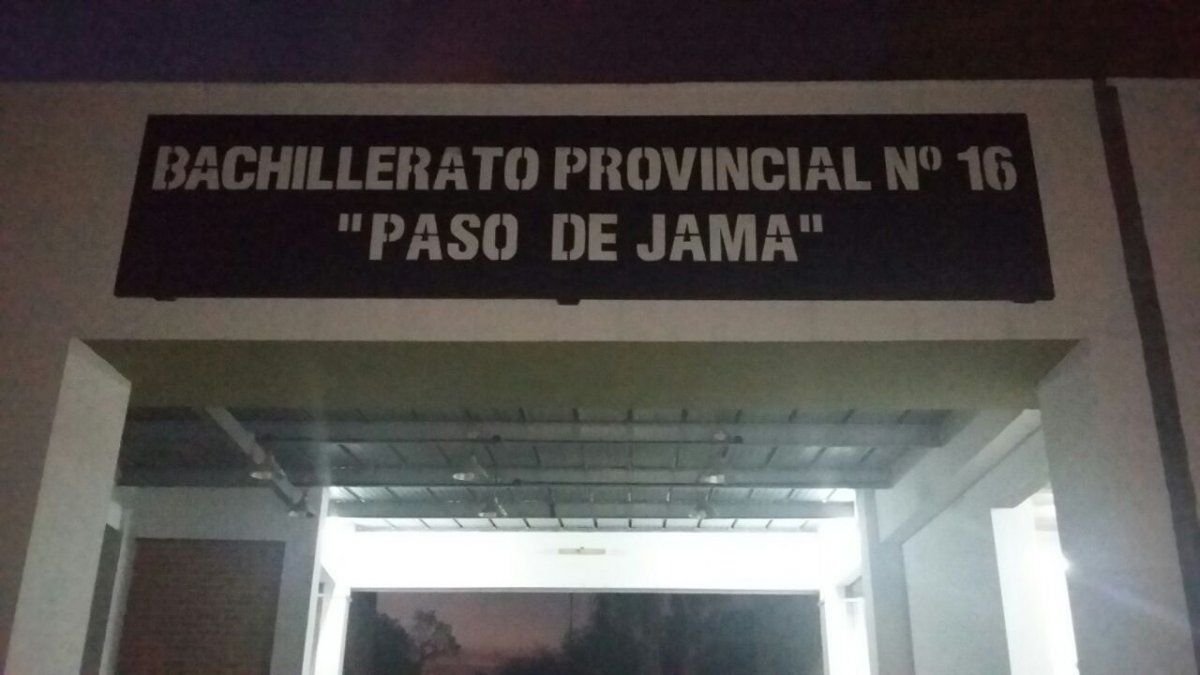 BACHILLERATO PROVINCIAL Nº 16
"PASO DE JAMA"